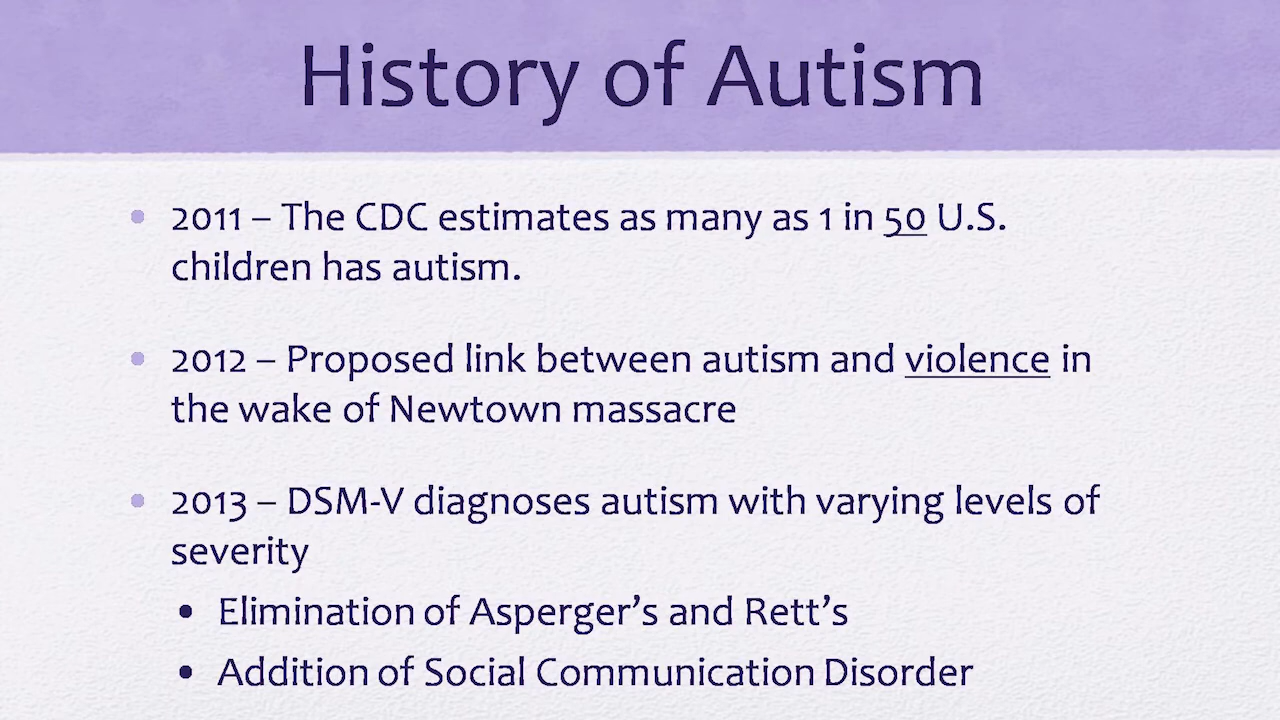 History of Autism
• 2011 – The CDC estimates as many as 1 in 50 U.S.
children has autism.
• 2012 – Proposed link between autism and violence in
the wake of Newtown massacre
• 2013 – DSM-V diagnoses autism with varying levels of
severity
• Elimination of Asperger’s and Rett’s
• Addition of Social Communication Disorder